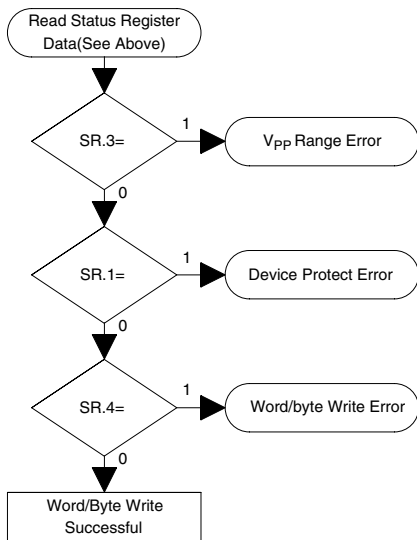 Read Status Register
Data(See Above)
SR.3=
1
VPP Range Error
0
SR.1=
1
Device Protect Error
0
SR.4=
1
Word/byte Write Error
0
Word/Byte Write
Successful